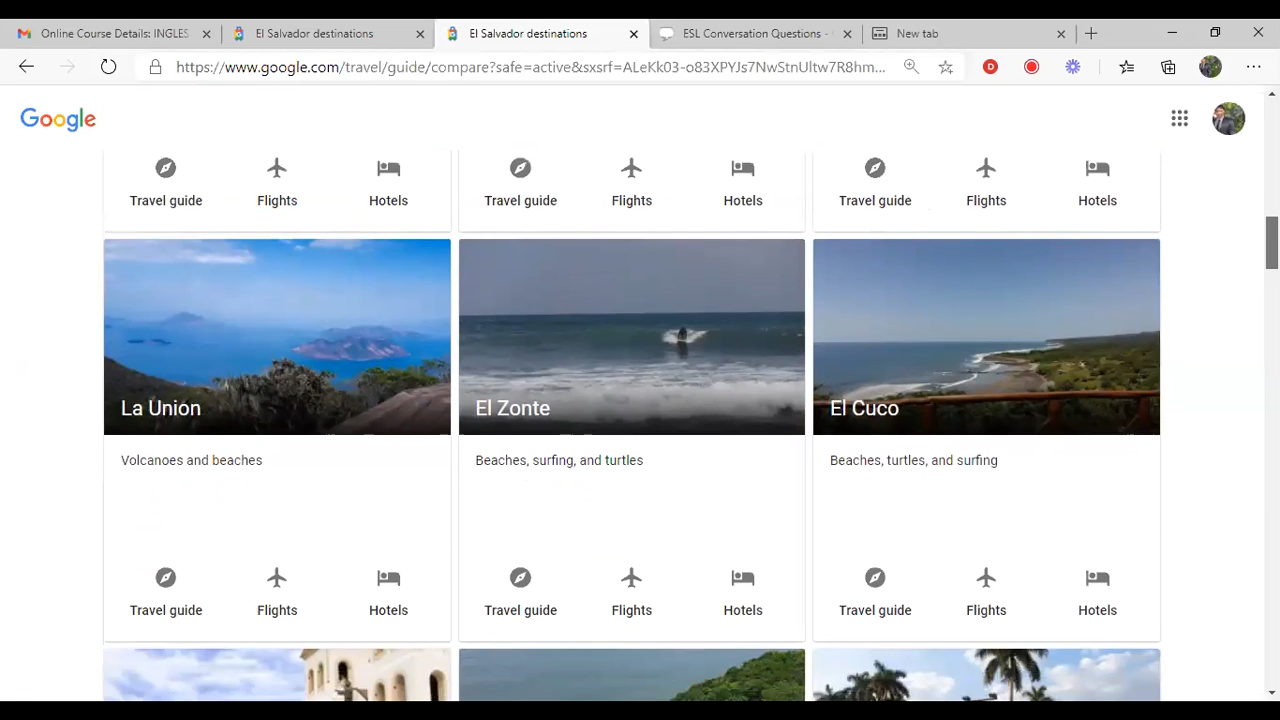 Online Course Details: INGLES
El Salvador destinations
El Salvador destinations
ESL Conversation Questions -
New tab
https://www.google.com/travel/guide/compare?safe=active&sxsrf=ALeKk03-o83XPYJs7NwStnUltw7R8hm...
Google
Travel guide Flights Hotels
Travel guide Flights Hotels
Travel guide Flights Hotels
La Union
Volcanoes and beaches
Travel guide Flights Hotels
El Zonte
Beaches, surfing, and turtles
Travel guide Flights Hotels
El Cuco
Beaches, turtles, and surfing
Travel guide Flights Hotels